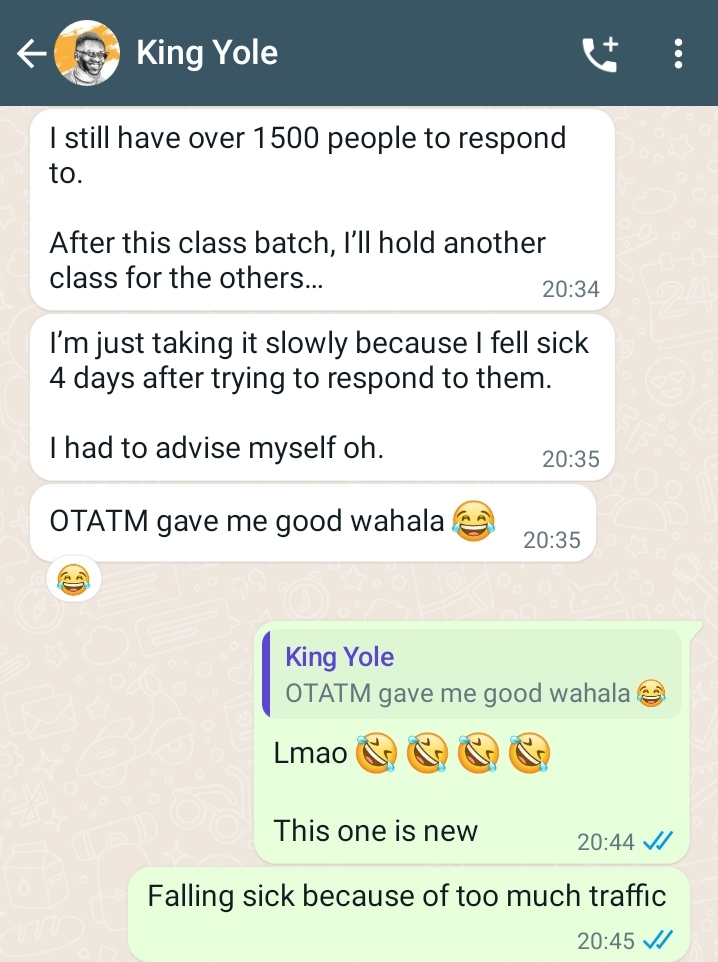 King Yole
I still have over 1500 people to respond
to.
After this class batch, I’ll hold another
class for the others...
20:34
I’m just taking it slowly because I fell sick
4 days after trying to respond to them.
I had to advise myself oh.
20:35
OTATM gave me good wahala 😂
20:35
😂
King Yole
OTATM gave me good wahala 😂
Lmao 🤣🤣🤣🤣
This one is new
20:44
Falling sick because of too much traffic
20:45